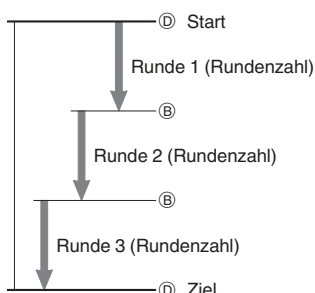 Ⓓ Start
Runde 1 (Rundenzahl)
Ⓑ
Runde 2 (Rundenzahl)
Ⓑ
Runde 3 (Rundenzahl)
Ⓓ Ziel